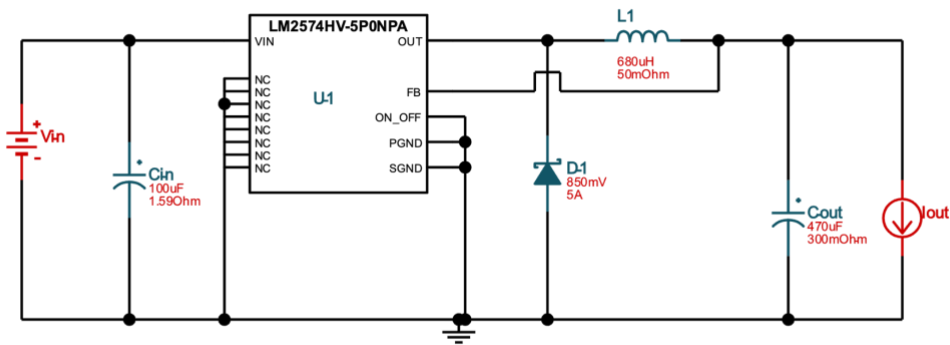 LM2574HV-5P0NPA
VIN
OUT
L1
680uH
50mOhm
NC
NC
NC
NC
NC
NC
NC
NC
U-1
FB
ON_OFF
PGND
SGND
+
Vin
-
Cin
100uF
1.59Ohm
D-1
850mV
5A
Cout
470uF
300mOhm
Iout